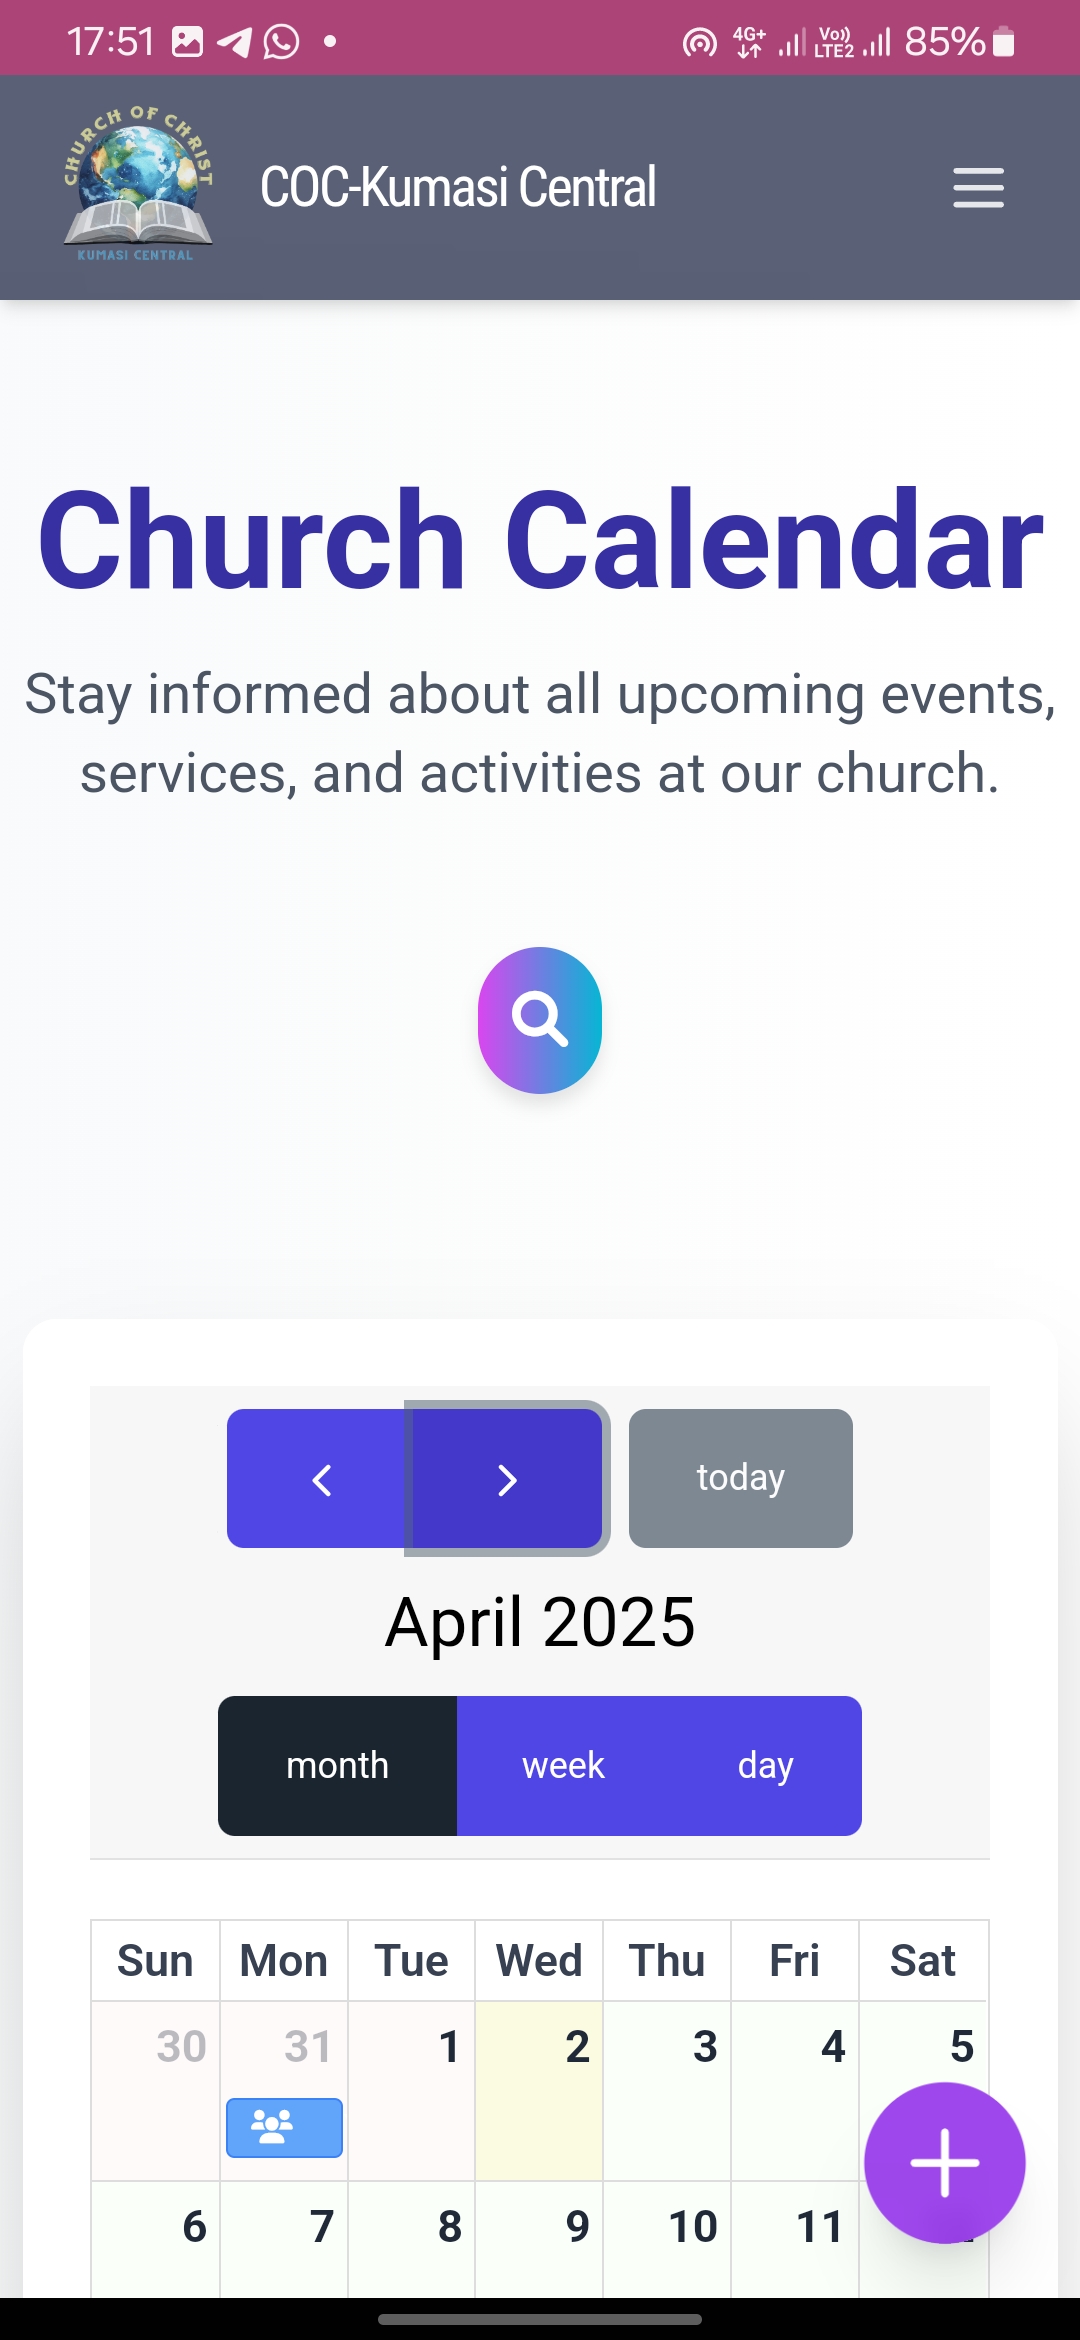 17:51 4G+ Vo)) LTE2 85%
CHURCH OF CHRIST
KUMASI CENTRAL
COC-Kumasi Central
Church Calendar
Stay informed about all upcoming events,
services, and activities at our church.
today
April 2025
month week day
Sun Mon Tue Wed Thu Fri Sat
30 31 1 2 3 4 5
6 7 8 9 10 11